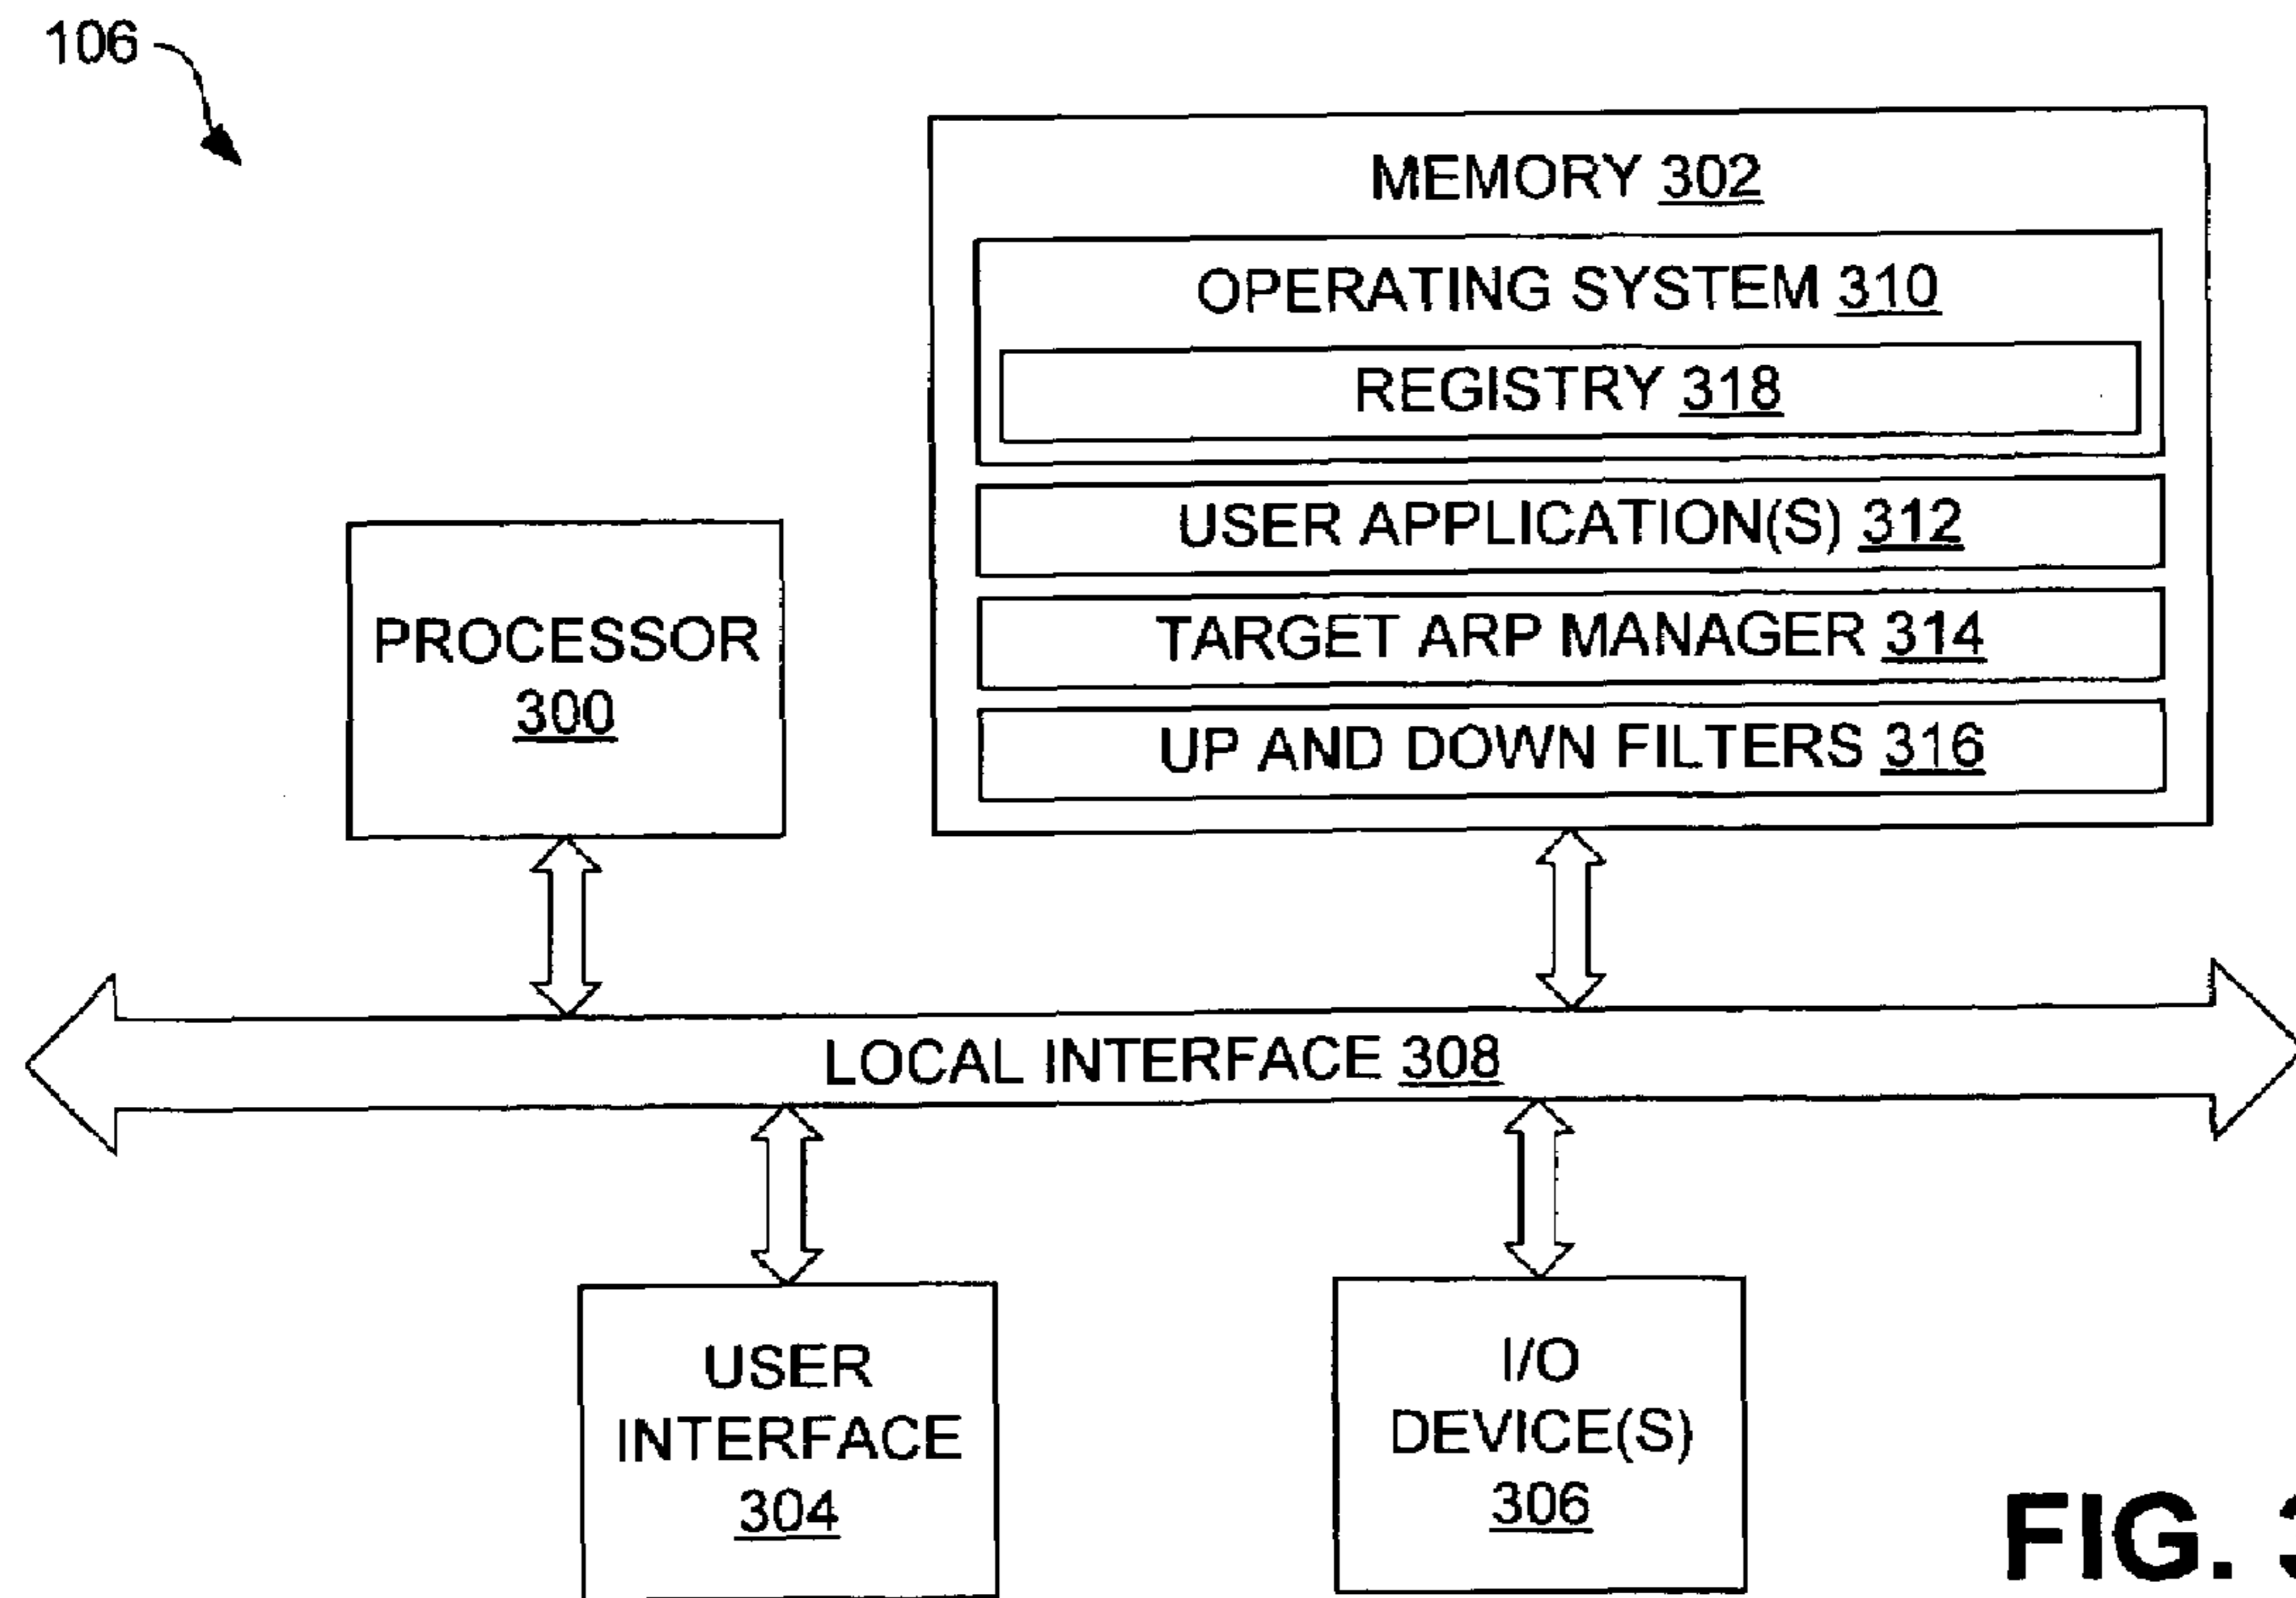 106
MEMORY 302
OPERATING SYSTEM 310
REGISTRY 318
USER APPLICATION(S) 312
TARGET ARP MANAGER 314
UP AND DOWN FILTERS 316
PROCESSOR
300
LOCAL INTERFACE 308
USER
INTERFACE
304
I/O
DEVICE(S)
306
FIG.